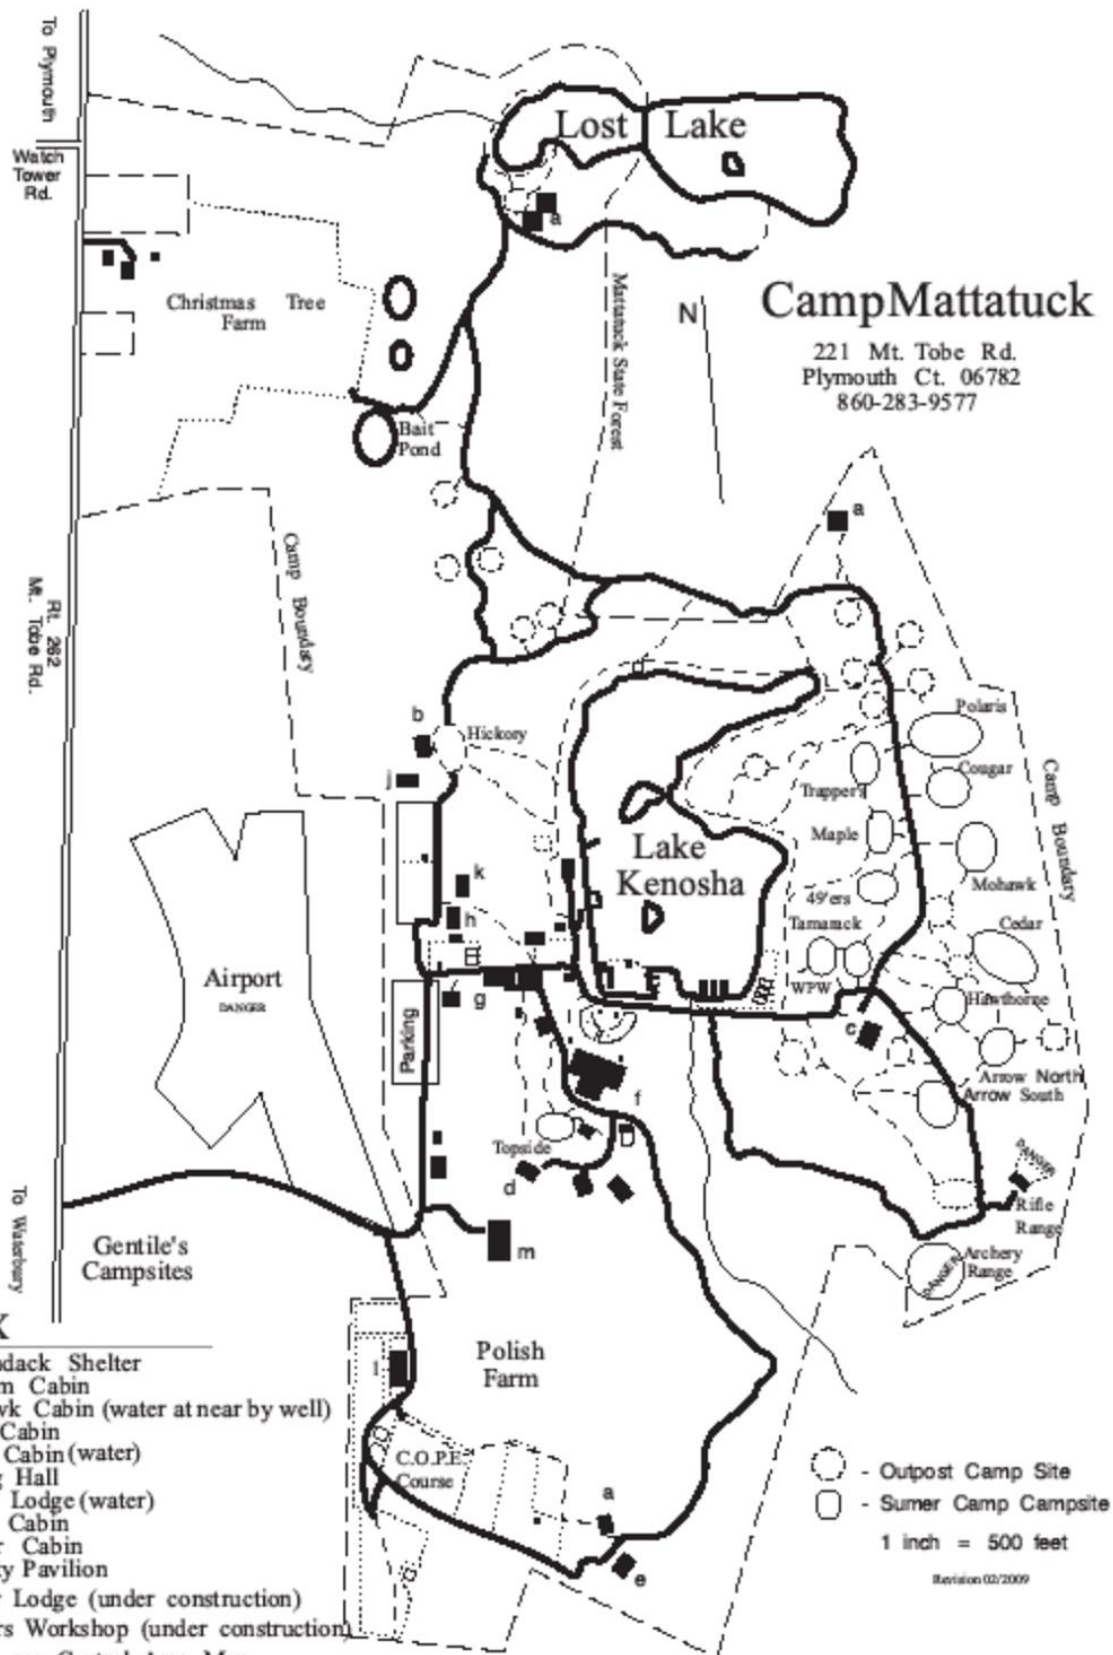 To Plymouth
Watch
Tower
Rd.
Lost Lake
a
Christmas Tree
Farm
Mattatuck State Forest
N
CampMattatuck
221 Mt. Tobe Rd.
Plymouth Ct. 06782
860-283-9577
Bait
Pond
a
Camp Boundary
Rt. 262
Mt. Tobe Rd.
b
Hickory
j
Polaris
Cougar
Trapper's
Camp Boundary
Maple
Lake
Kenosha
k
Mohawk
49'ers
h
Tamarack
Cedar
Airport
DANGER
WPW
g
Hawthorne
Parking
c
Arrow North
Arrow South
f
Topside
d
DANGER
Rifle
Range
To Waterbury
Gentile's
Campsites
m
DANGER
Archery
Range
l
Polish
Farm
C.O.P.E.
Course
a
e
dack Shelter
m Cabin
wk Cabin (water at near by well)
Cabin
Cabin (water)
g Hall
Lodge (water)
Cabin
r Cabin
ty Pavilion
r Lodge (under construction)
rs Workshop (under construction)
- Outpost Camp Site
- Sumer Camp Campsite
1 inch = 500 feet
Revision 02/2009